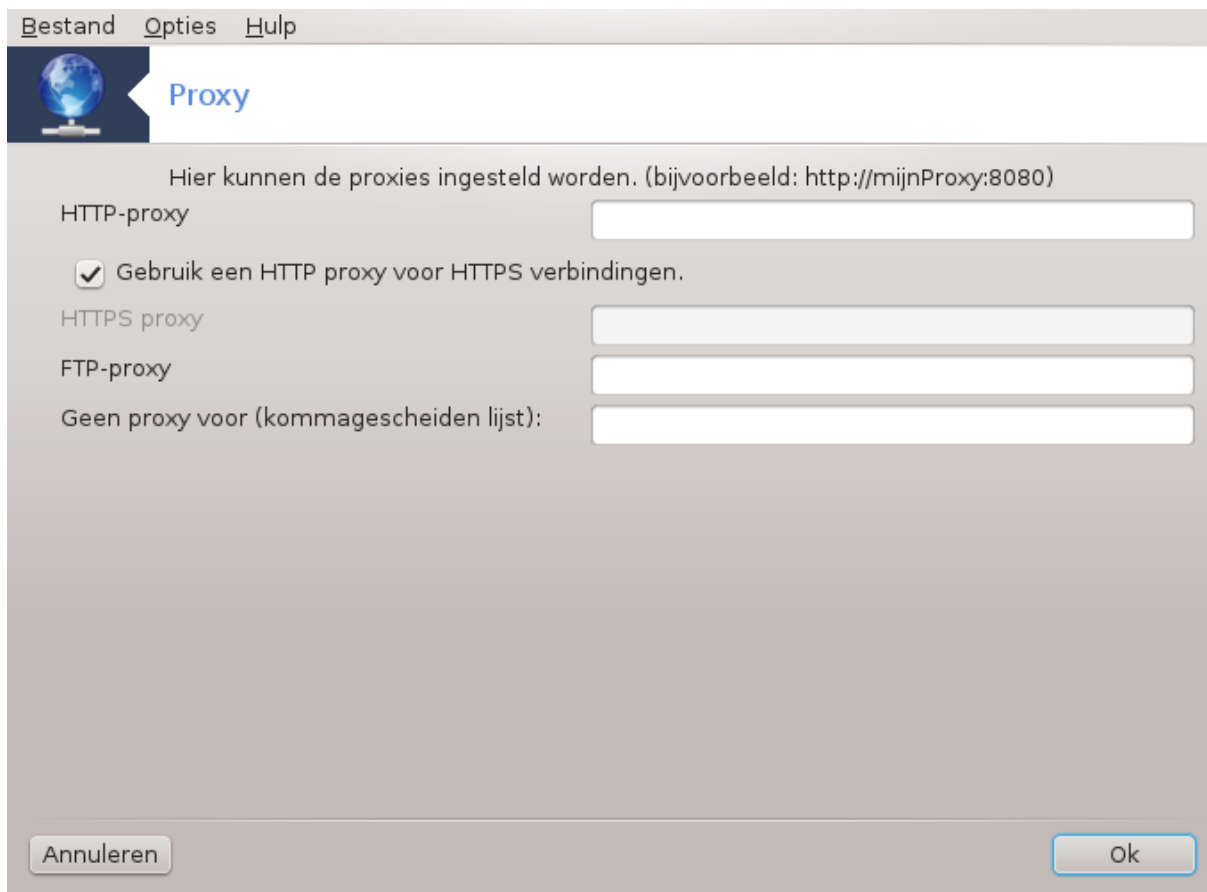 Bestand Opties Hulp
Proxy
Hier kunnen de proxies ingesteld worden. (bijvoorbeeld: http://mijnProxy:8080)
HTTP-proxy
Gebruik een HTTP proxy voor HTTPS verbindingen.
HTTPS proxy
FTP-proxy
Geen proxy voor (kommagescheiden lijst):
Annuleren Ok